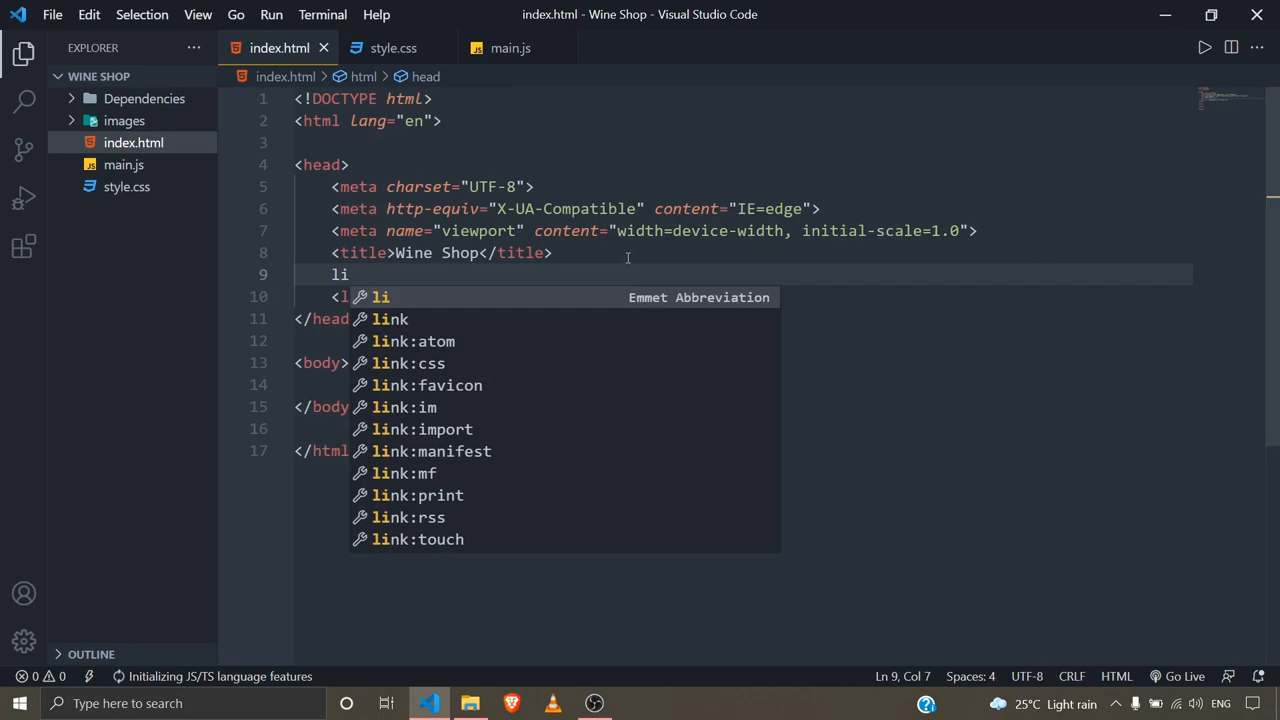 File Edit Selection View Go Run Terminal Help index.html - Wine Shop - Visual Studio Code
EXPLORER
index.html style.css main.js
WINE SHOP
index.html html head
Dependencies
images
index.html
main.js
style.css
1 <!DOCTYPE html>
2 <html lang="en">
3
4 <head>
5 <meta charset="UTF-8">
6 <meta http-equiv="X-UA-Compatible" content="IE=edge">
7 <meta name="viewport" content="width=device-width, initial-scale=1.0">
8 <title>Wine Shop</title>
9 li
10 <l
11 </head
12
13 <body>
14
15 </body
16
17 </html
li Emmet Abbreviation
link
link:atom
link:css
link:favicon
link:im
link:import
link:manifest
link:mf
link:print
link:rss
link:touch
OUTLINE
0 0 Initializing JS/TS language features Ln 9, Col 7 Spaces: 4 UTF-8 CRLF HTML Go Live
Type here to search 25°C Light rain ENG